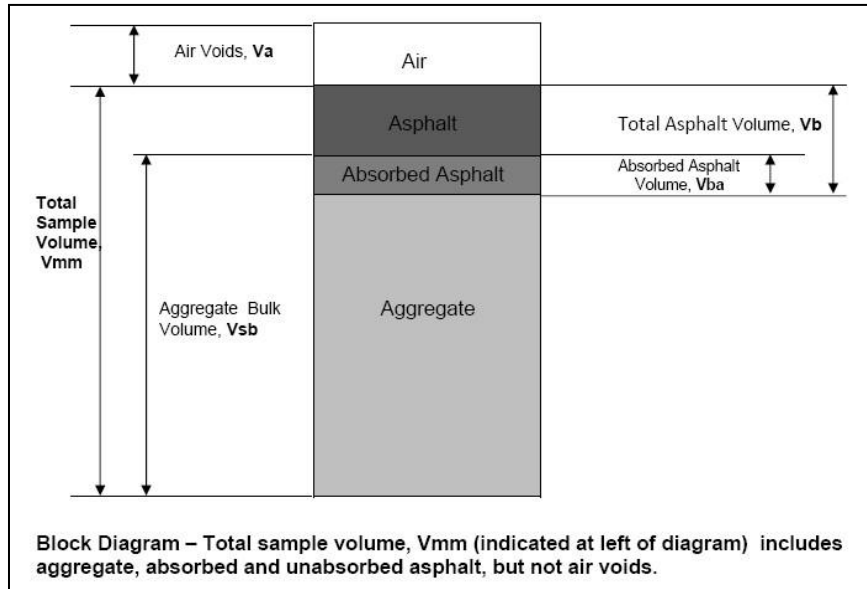 Air Voids, Va
Air
Asphalt
Total Asphalt Volume, Vb
Absorbed Asphalt
Absorbed Asphalt
Volume, Vba
Total
Sample
Volume,
Vmm
Aggregate Bulk
Volume, Vsb
Aggregate
Block Diagram – Total sample volume, Vmm (indicated at left of diagram) includes
aggregate, absorbed and unabsorbed asphalt, but not air voids.